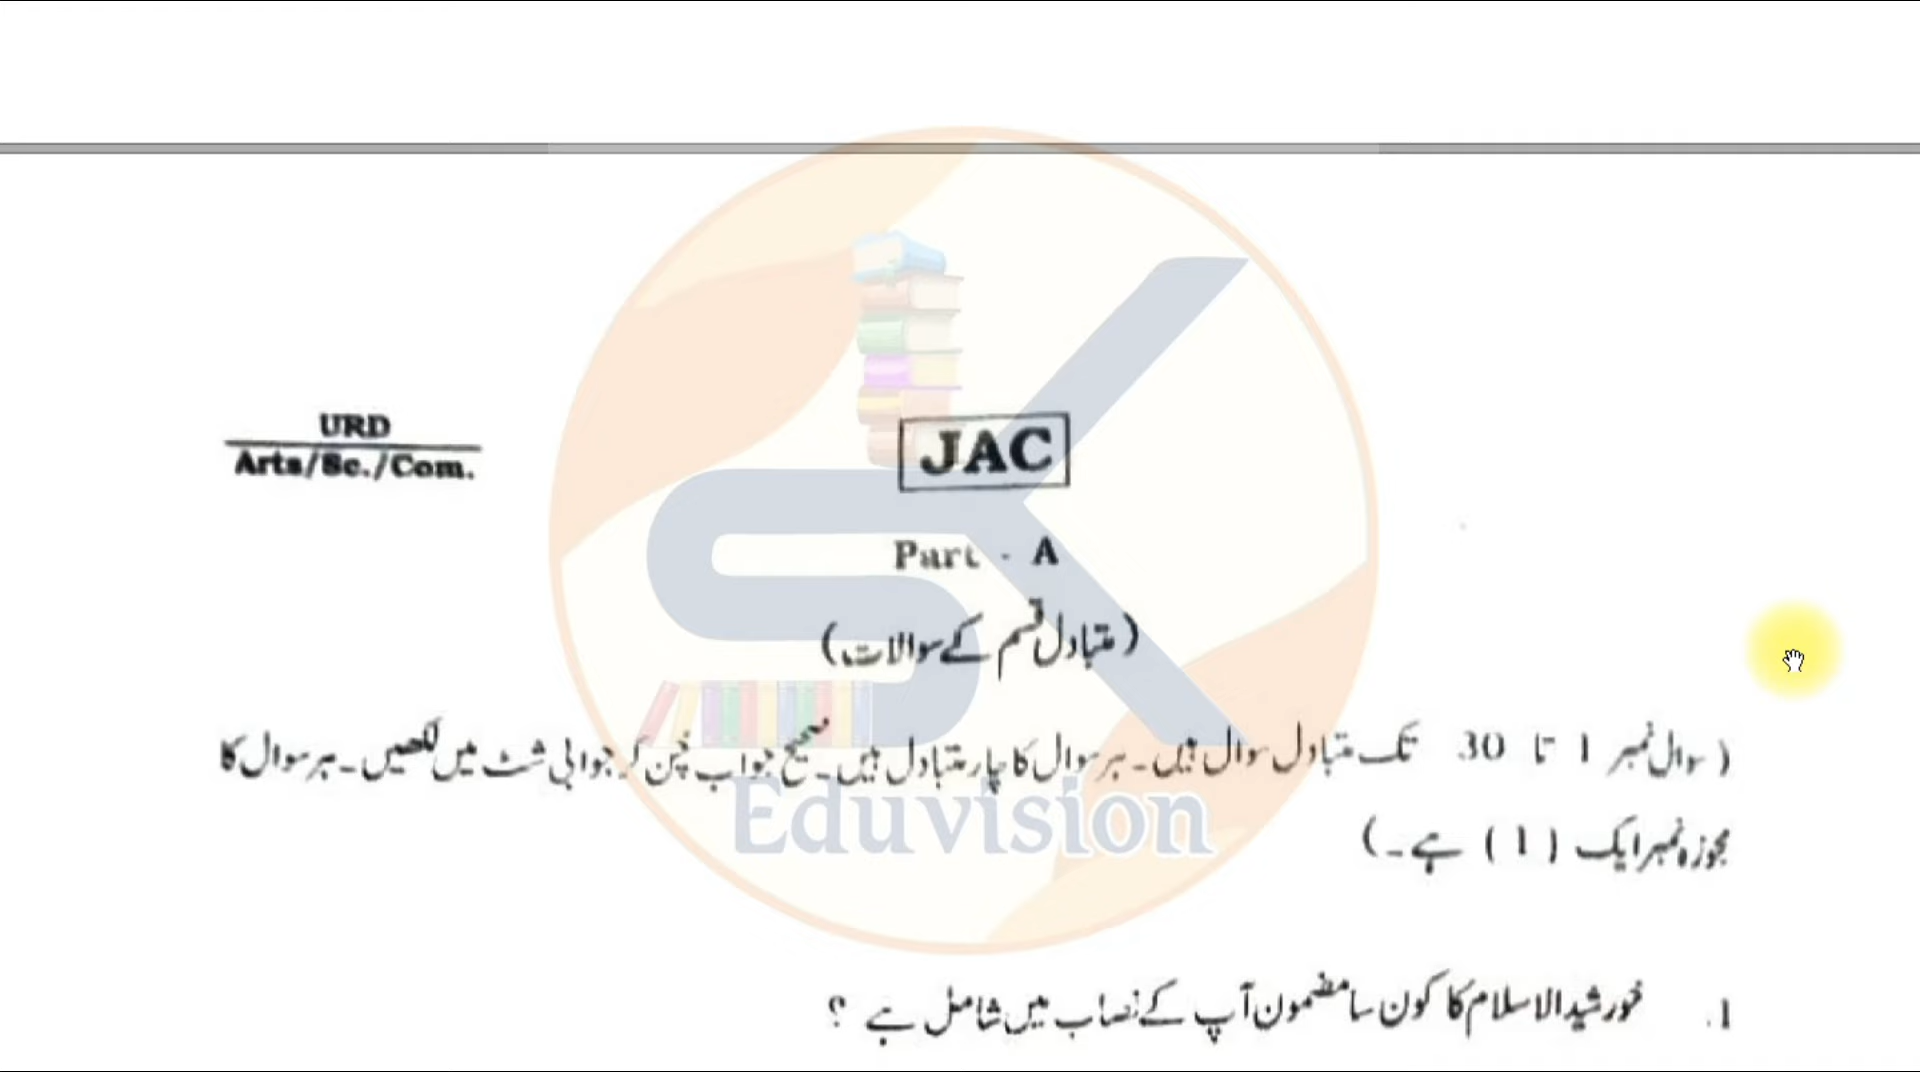 URD
Arts/Sc./Com.
JAC
Part - A
(متبادل قسم کے سوالات)
(سوال نمبر 1 تا 30 تک متبادل سوال ہیں۔ ہر سوال کا چار متبادل ہیں۔ صحیح جواب چُن کر جوابی شٹ میں لکھیں۔ ہر سوال کا
مجوزہ نمبر ایک (1) ہے۔)
Eduvision
1. خورشید الاسلام کا کون سا مضمون آپ کے نصاب میں شامل ہے ؟